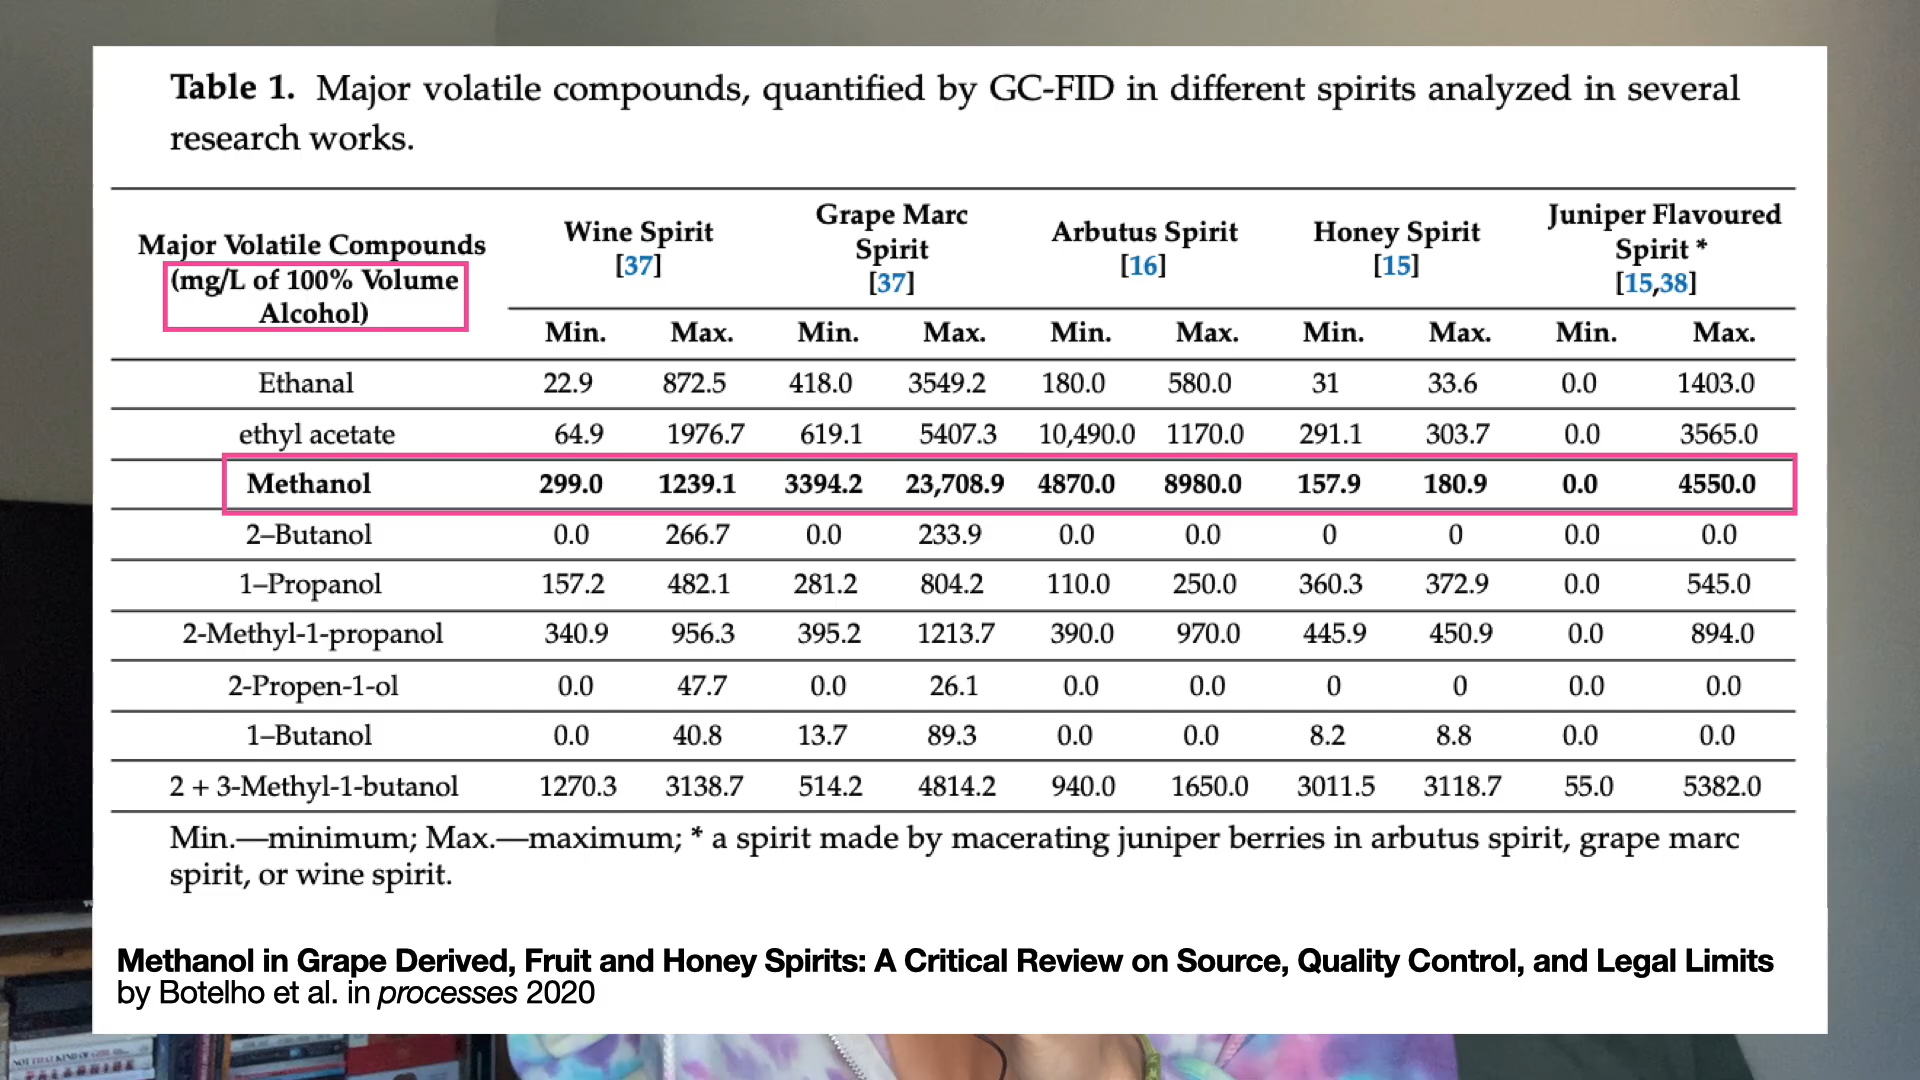 Table 1. Major volatile compounds, quantified by GC-FID in different spirits analyzed in several
research works.
Major Volatile Compounds
(mg/L of 100% Volume
Alcohol)
Wine Spirit
[37]
Grape Marc
Spirit
[37]
Arbutus Spirit
[16]
Honey Spirit
[15]
Juniper Flavoured
Spirit *
[15,38]
Min. Max. Min. Max. Min. Max. Min. Max. Min. Max.
Ethanal 22.9 872.5 418.0 3549.2 180.0 580.0 31 33.6 0.0 1403.0
ethyl acetate 64.9 1976.7 619.1 5407.3 10,490.0 1170.0 291.1 303.7 0.0 3565.0
Methanol 299.0 1239.1 3394.2 23,708.9 4870.0 8980.0 157.9 180.9 0.0 4550.0
2–Butanol 0.0 266.7 0.0 233.9 0.0 0.0 0 0 0.0 0.0
1–Propanol 157.2 482.1 281.2 804.2 110.0 250.0 360.3 372.9 0.0 545.0
2-Methyl-1-propanol 340.9 956.3 395.2 1213.7 390.0 970.0 445.9 450.9 0.0 894.0
2-Propen-1-ol 0.0 47.7 0.0 26.1 0.0 0.0 0 0 0.0 0.0
1–Butanol 0.0 40.8 13.7 89.3 0.0 0.0 8.2 8.8 0.0 0.0
2 + 3-Methyl-1-butanol 1270.3 3138.7 514.2 4814.2 940.0 1650.0 3011.5 3118.7 55.0 5382.0
Min.—minimum; Max.—maximum; * a spirit made by macerating juniper berries in arbutus spirit, grape marc
spirit, or wine spirit.
Methanol in Grape Derived, Fruit and Honey Spirits: A Critical Review on Source, Quality Control, and Legal Limits
by Botelho et al. in processes 2020